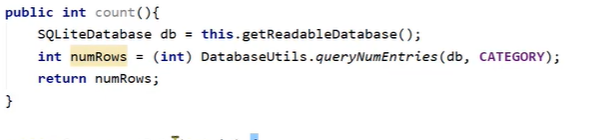 public int count(){
SQLiteDatabase db = this.getReadableDatabase();
int numRows = (int) DatabaseUtils.queryNumEntries(db, CATEGORY);
return numRows;
}